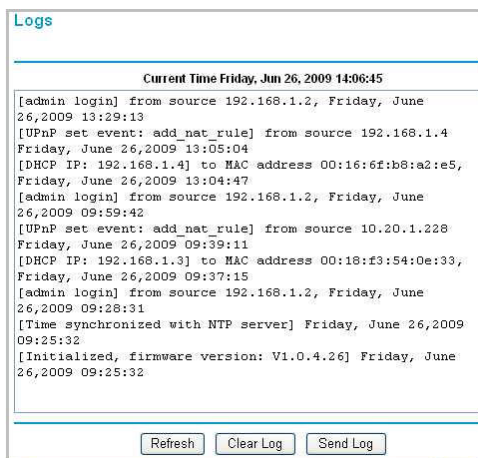 Logs
Current Time Friday, Jun 26, 2009 14:06:45
[admin login] from source 192.168.1.2, Friday, June
26,2009 13:29:13
[UPnP set event: add_nat_rule] from source 192.168.1.4
Friday, June 26,2009 13:05:04
[DHCP IP: 192.168.1.4] to MAC address 00:16:6f:b8:a2:e5,
Friday, June 26,2009 13:04:47
[admin login] from source 192.168.1.2, Friday, June
26,2009 09:59:42
[UPnP set event: add_nat_rule] from source 10.20.1.228
Friday, June 26,2009 09:39:11
[DHCP IP: 192.168.1.3] to MAC address 00:18:f3:54:0e:33,
Friday, June 26,2009 09:37:15
[admin login] from source 192.168.1.2, Friday, June
26,2009 09:28:31
[Time synchronized with NTP server] Friday, June 26,2009
09:25:32
[Initialized, firmware version: V1.0.4.26] Friday, June
26,2009 09:25:32
Refresh Clear Log Send Log